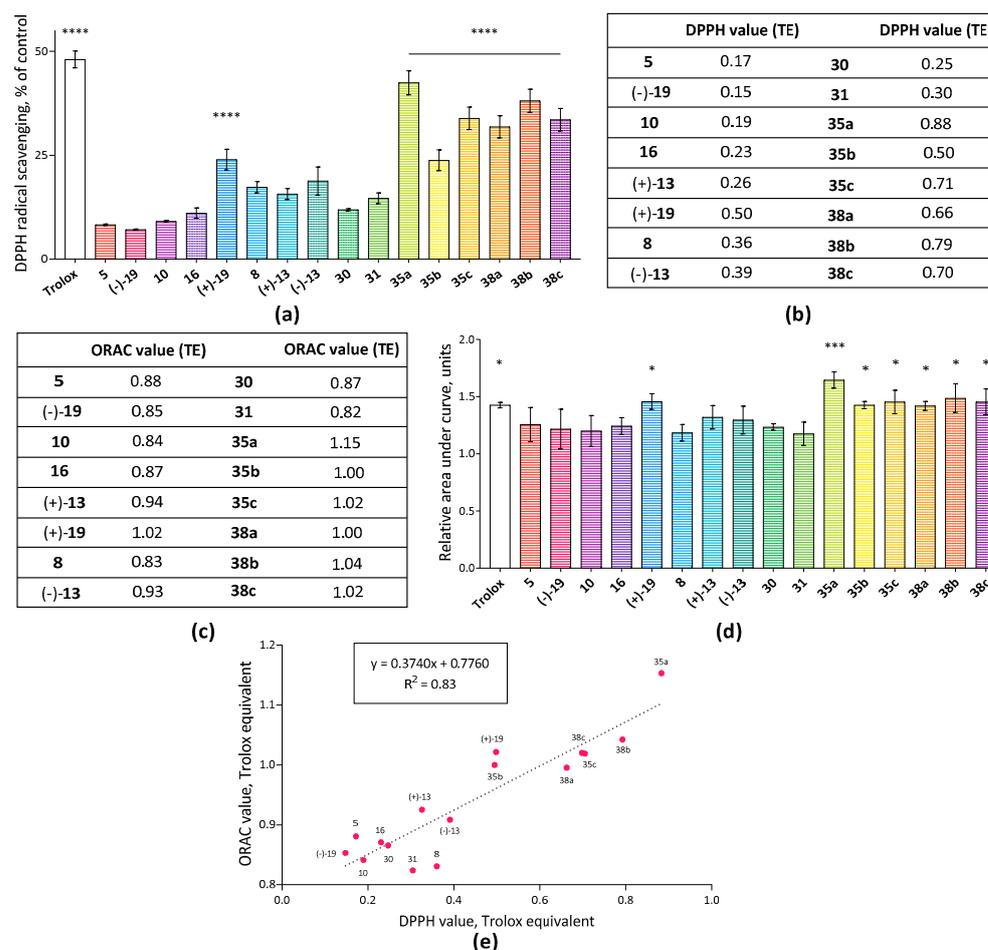 DPPH radical scavenging, % of control
50
25
0
****
****
****
Trolox 5 (-)-19 10 16 (+)-19 8 (+)-13 (-)-13 30 31 35a 35b 35c 38a 38b 38c
(a)
DPPH value (TE) DPPH value (TE
5 0.17 30 0.25
(-)-19 0.15 31 0.30
10 0.19 35a 0.88
16 0.23 35b 0.50
(+)-13 0.26 35c 0.71
(+)-19 0.50 38a 0.66
8 0.36 38b 0.79
(-)-13 0.39 38c 0.70
(b)
ORAC value (TE) ORAC value (TE)
5 0.88 30 0.87
(-)-19 0.85 31 0.82
10 0.84 35a 1.15
16 0.87 35b 1.00
(+)-13 0.94 35c 1.02
(+)-19 1.02 38a 1.00
8 0.83 38b 1.04
(-)-13 0.93 38c 1.02
(c)
Relative area under curve, units
2.0
1.5
1.0
0.5
0.0
* * *** * * * * *
Trolox 5 (-)-19 10 16 (+)-19 8 (+)-13 (-)-13 30 31 35a 35b 35c 38a 38b 38c
(d)
ORAC value, Trolox equivalent
1.2
1.1
1.0
0.9
0.8
y = 0.3740x + 0.7760
R² = 0.83
35a
(+)-19
38c
38b
35b
35c
38a
(+)-13
5
16
(-)-13
(-)-19
10
30
31
8
0.0 0.2 0.4 0.6 0.8 1.0
DPPH value, Trolox equivalent
(e)